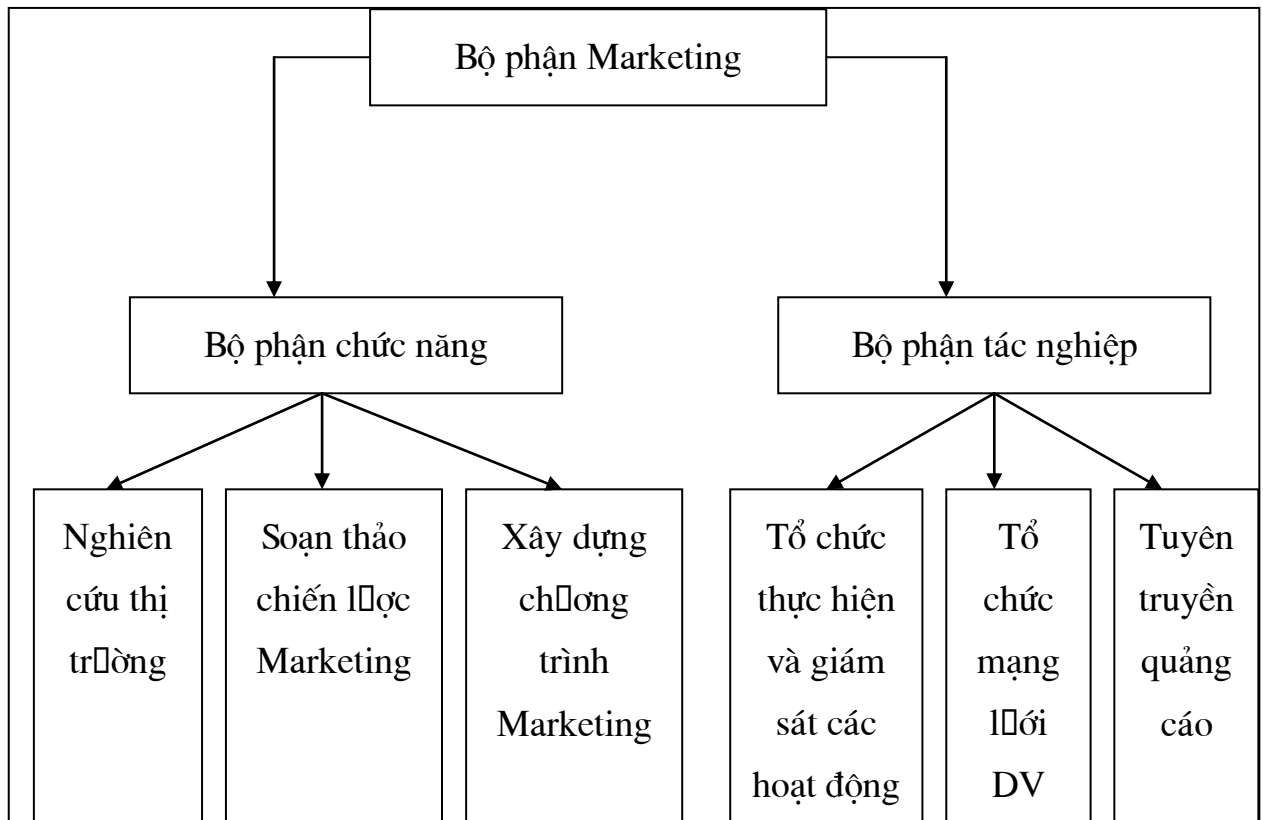 Bộ phận Marketing
Bộ phận chức năng
Bộ phận tác nghiệp
Nghiên
cứu thị
tr□ờng
Soạn thảo
chiến l□ợc
Marketing
Xây dựng
ch□ơng
trình
Marketing
Tổ chức
thực hiện
và giám
sát các
hoạt động
Tổ
chức
mạng
l□ới
DV
Tuyên
truyền
quảng
cáo